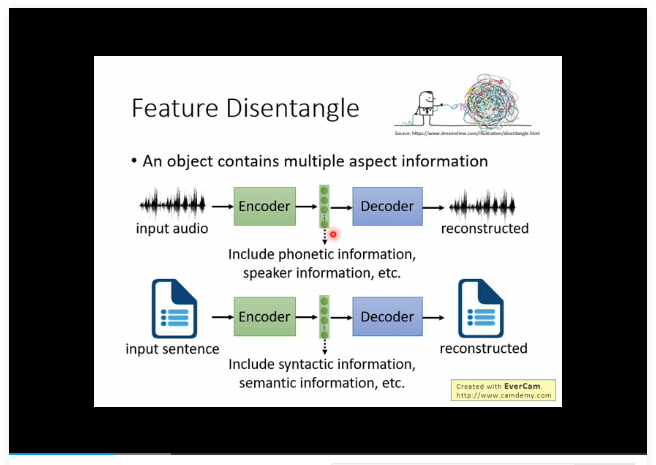 Feature Disentangle
Source: https://www.dreamstime.com/illustration/disentangle.html
• An object contains multiple aspect information
Encoder
Decoder
input audio
reconstructed
Include phonetic information,
speaker information, etc.
Encoder
Decoder
input sentence
reconstructed
Include syntactic information,
semantic information, etc.
Created with EverCam.
http://www.camdemy.com